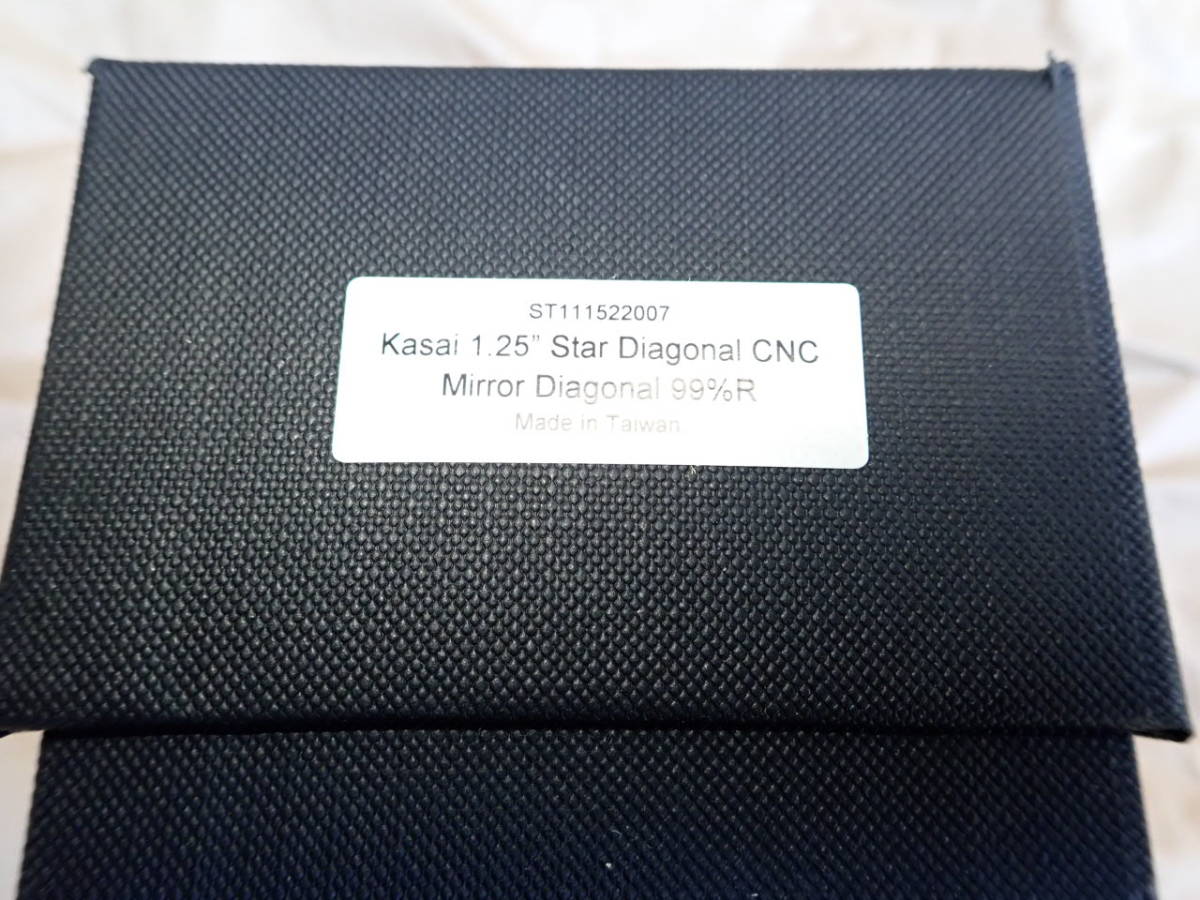 ST111522007
Kasai 1.25” Star Diagonal CNC
Mirror Diagonal 99%R
Made in Taiwan